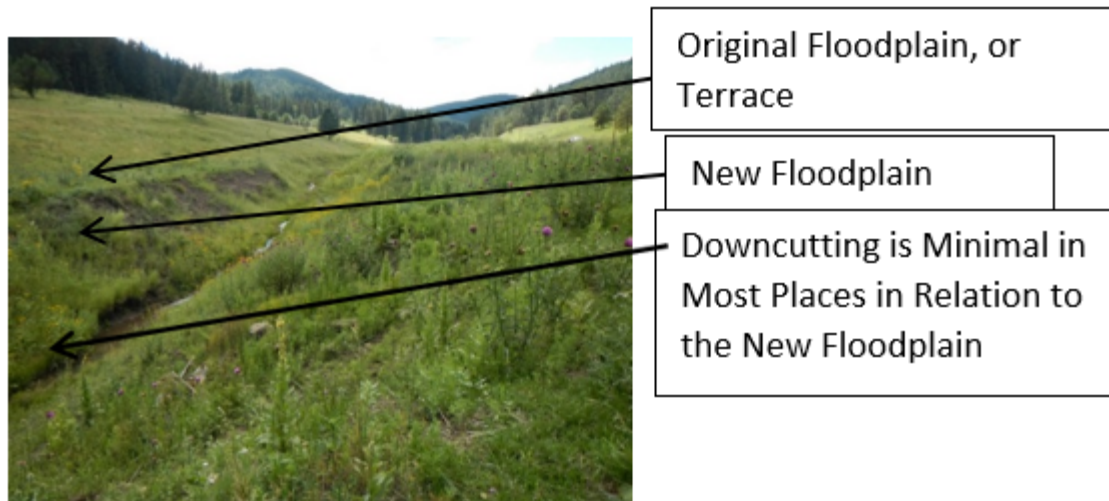 Original Floodplain, or
Terrace
New Floodplain
Downcutting is Minimal in
Most Places in Relation to
the New Floodplain